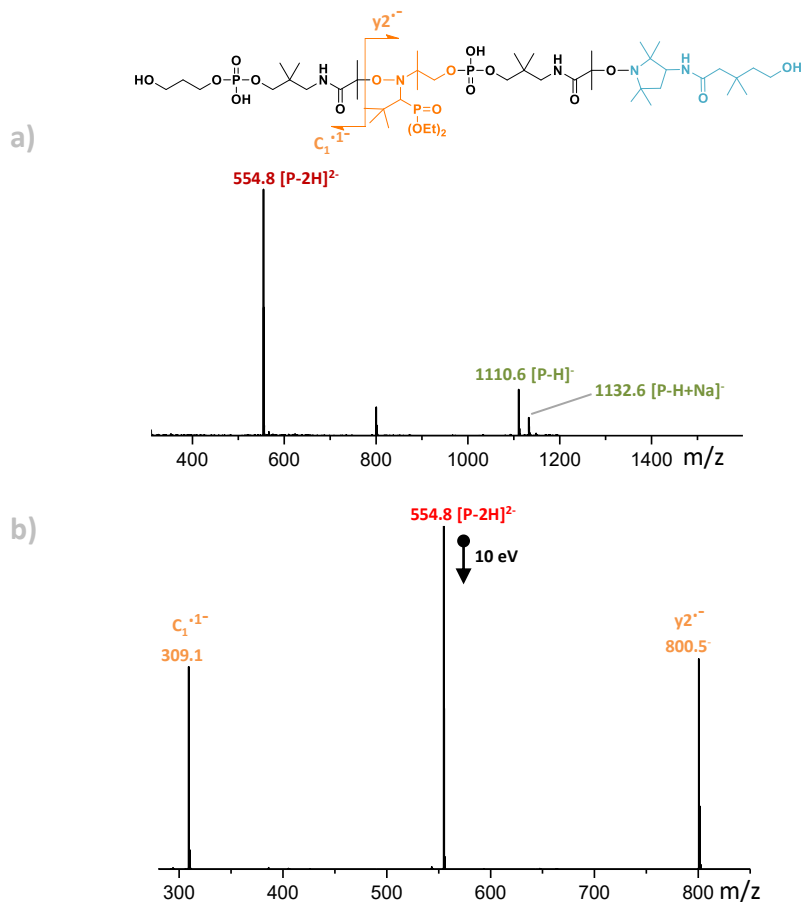 y2•−
HO
O
P
O
OH
O
H
N
O
O
N
O
OH
P
O
O
H
N
O
O
N
H
N
O
OH
P=O
(OEt)2
C1•1−
a)
554.8 [P-2H]2-
1110.6 [P-H]-
1132.6 [P-H+Na]-
400 600 800 1000 1200 1400 m/z
b)
554.8 [P-2H]2-
10 eV
C1•1− y2•−
309.1 800.5-
300 400 500 600 700 800 m/z